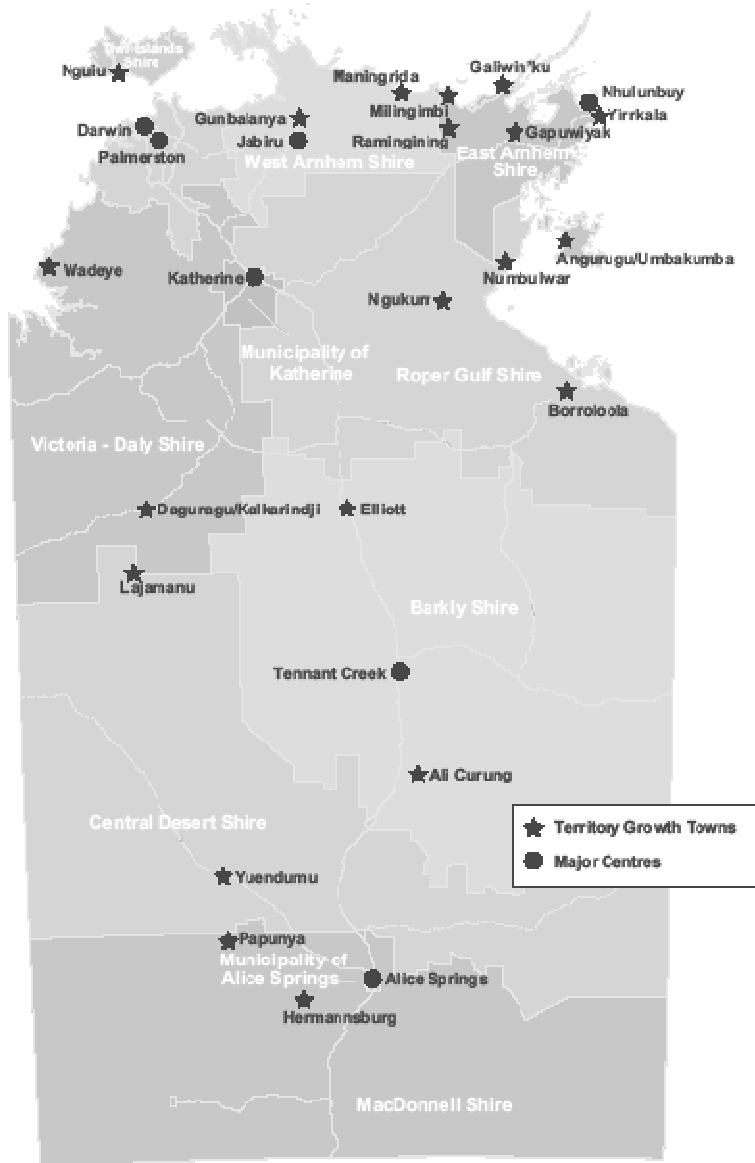 Tiwi Islands
Shire
Nguiu
Maningrida
Galiwin'ku
Nhulunbuy
Milingimbi
Yirrkala
Gunbalanya
Darwin
Jabiru
Ramingining
Gapuwiyak
Palmerston
West Arnhem Shire
East Arnhem
Shire
Wadeye
Katherine
Angurugu/Umbakumba
Numbulwar
Ngukurr
Municipality of
Katherine
Roper Gulf Shire
Borroloola
Victoria - Daly Shire
Daguragu/Kalkarindji
Elliott
Lajamanu
Barkly Shire
Tennant Creek
Ali Curung
Central Desert Shire
Territory Growth Towns
Major Centres
Yuendumu
Papunya
Municipality of
Alice Springs
Alice Springs
Hermannsburg
MacDonnell Shire